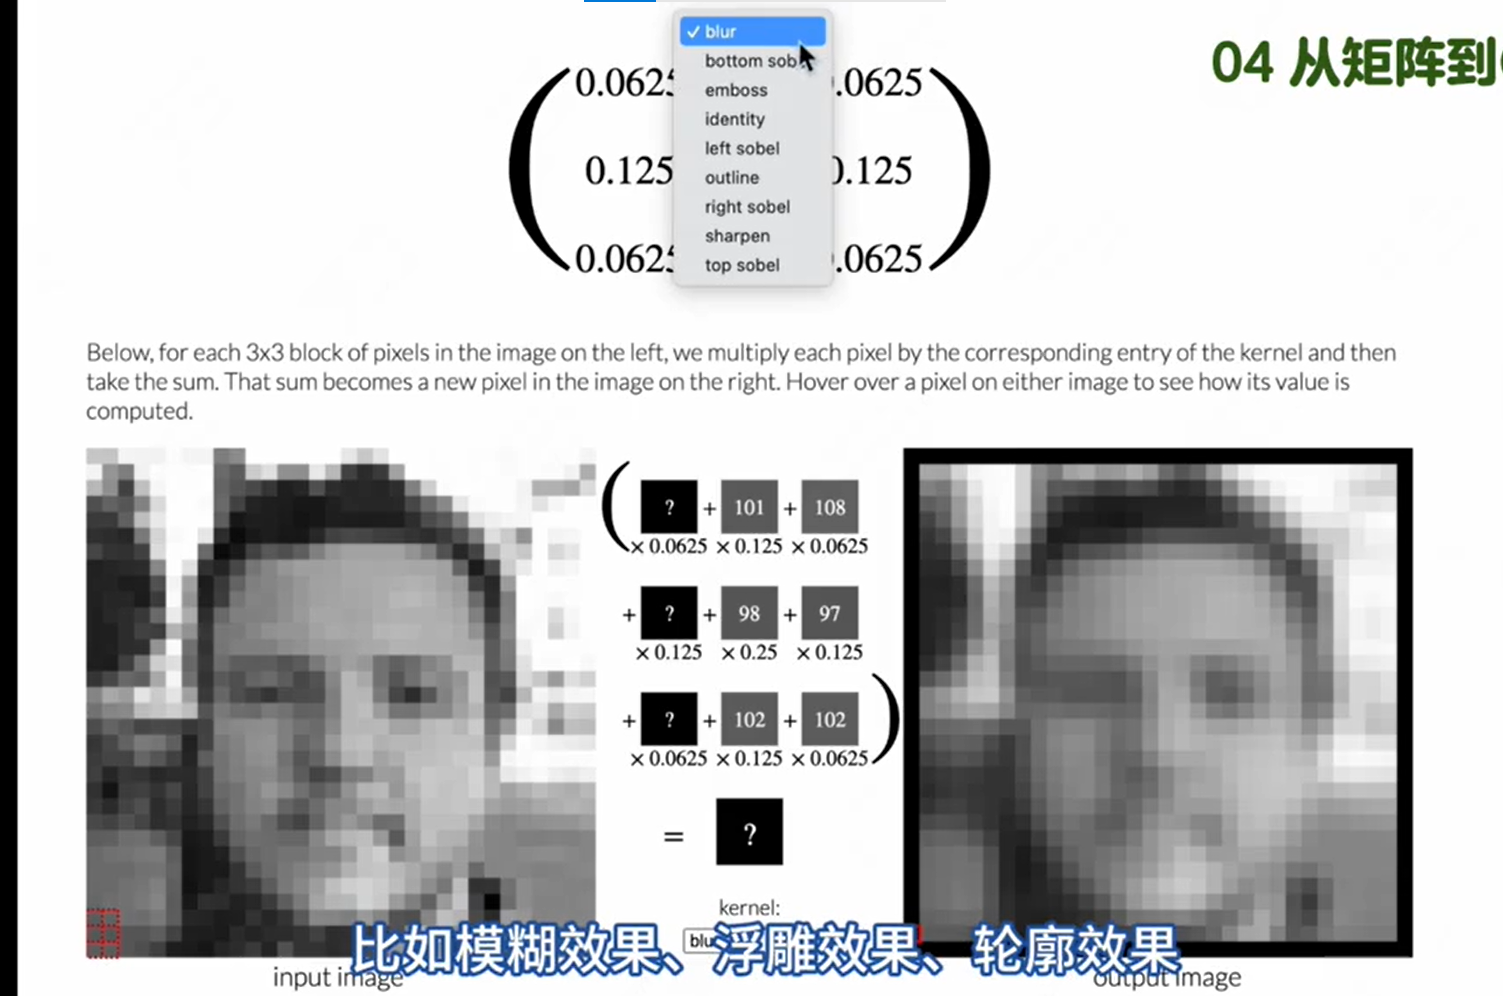 ✓ blur
bottom sob
emboss
identity
left sobel
outline
right sobel
sharpen
top sobel
04 从矩阵到
0.0625 .0625
0.125 0.125
0.0625 .0625
Below, for each 3x3 block of pixels in the image on the left, we multiply each pixel by the corresponding entry of the kernel and then
take the sum. That sum becomes a new pixel in the image on the right. Hover over a pixel on either image to see how its value is
computed.
( ? + 101 + 108
× 0.0625 × 0.125 × 0.0625
+ ? + 98 + 97
× 0.125 × 0.25 × 0.125
+ ? + 102 + 102 )
× 0.0625 × 0.125 × 0.0625
= ?
kernel:
blu
比如模糊效果、浮雕效果、轮廓效果
input image
output image